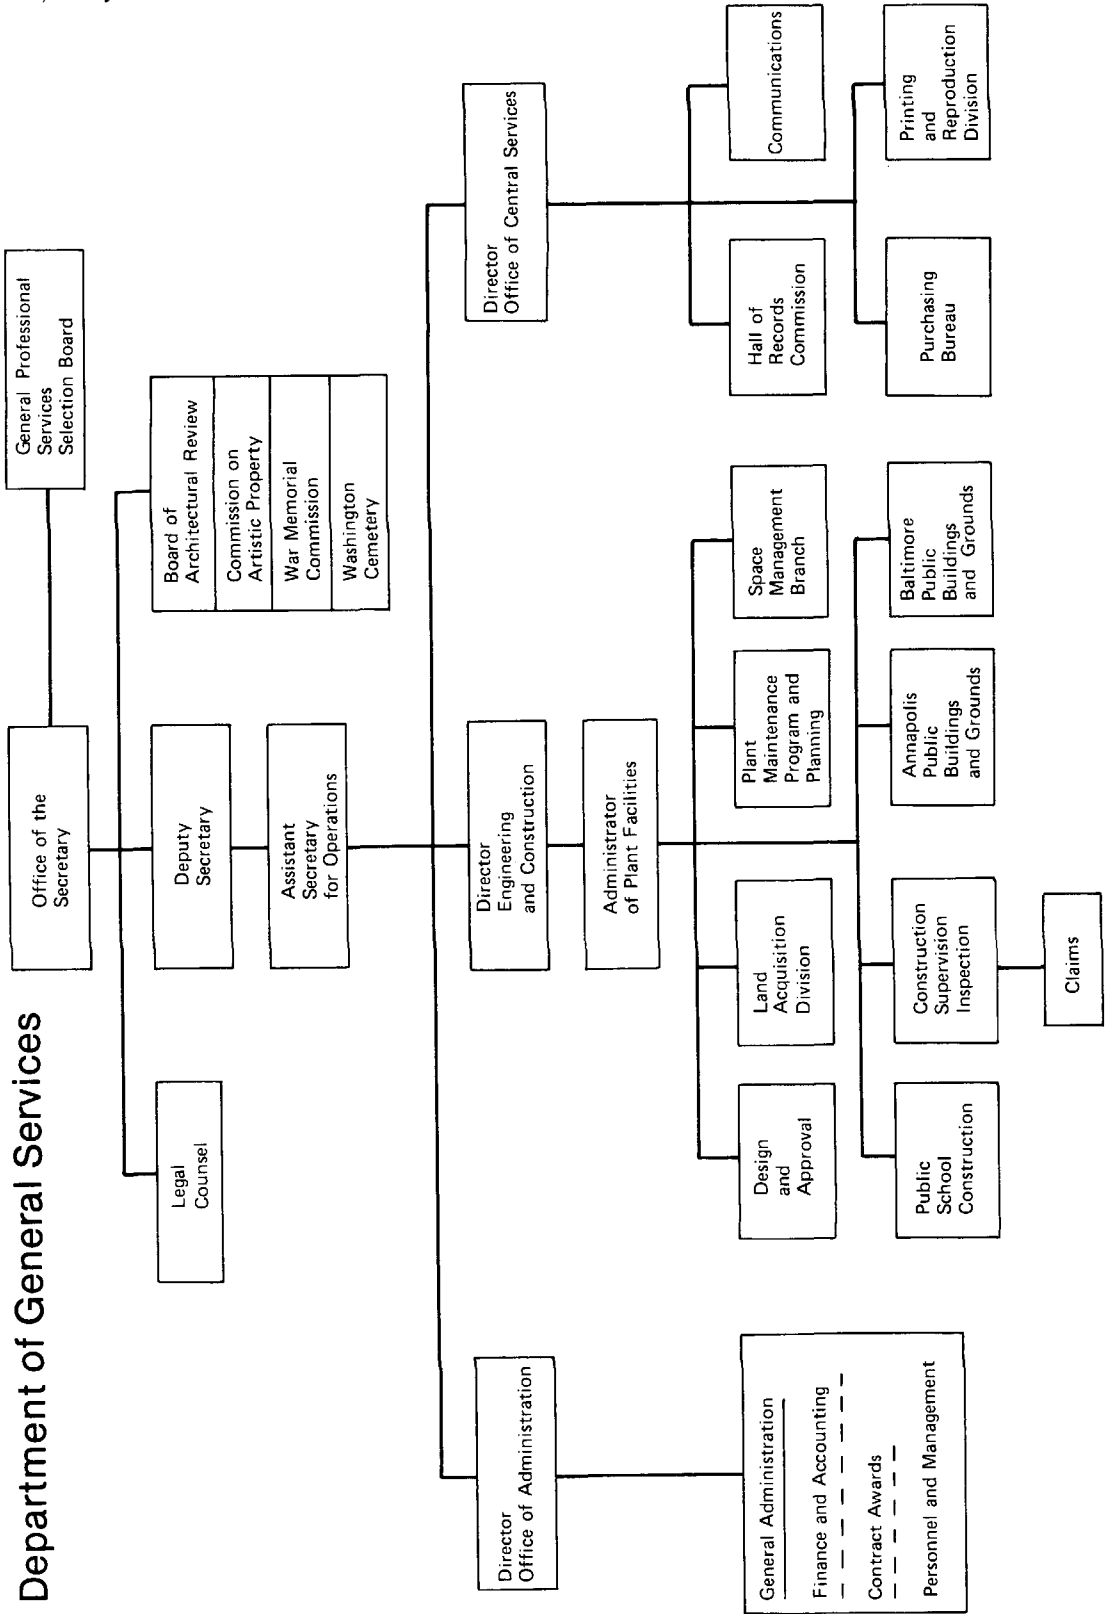 Department of General Services
Office of the
Secretary
General Professional
Services
Selection Board
Legal
Counsel
Deputy
Secretary
Board of
Architectural Review
Commission on
Artistic Property
War Memorial
Commission
Washington
Cemetery
Assistant
Secretary
for Operations
Director
Office of Administration
Director
Engineering
and Construction
Director
Office of Central Services
Administrator
of Plant Facilities
General Administration
Finance and Accounting
Contract Awards
Personnel and Management
Design
and
Approval
Land
Acquisition
Division
Plant
Maintenance
Program and
Planning
Space
Management
Branch
Hall of
Records
Commission
Communications
Public
School
Construction
Construction
Supervision
Inspection
Annapolis
Public
Buildings
and Grounds
Baltimore
Public
Buildings
and Grounds
Purchasing
Bureau
Printing
and
Reproduction
Division
Claims